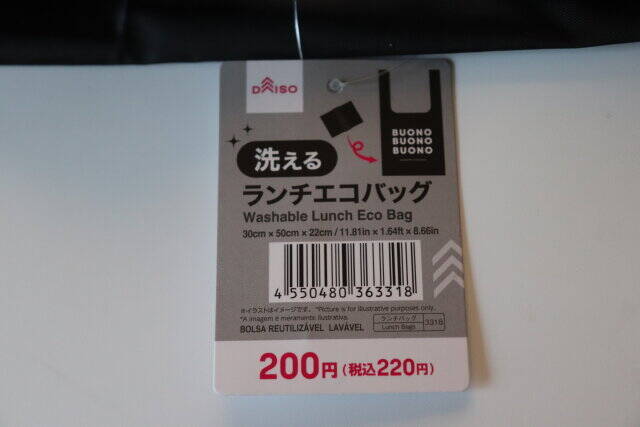 DAISO
BUONO
BUONO
BUONO
洗える
ランチエコバッグ
Washable Lunch Eco Bag
30cm × 50cm × 22cm / 11.81in × 1.64ft × 8.66in
4 550480 363318
※イラストはイメージです。 *Picture is for illustrative purposes only.
*A imagem é meramente ilustrativa.
BOLSA REUTILIZÁVEL LAVÁVEL
ランチバッグ
Lunch Bags
3318
200円(税込220円)